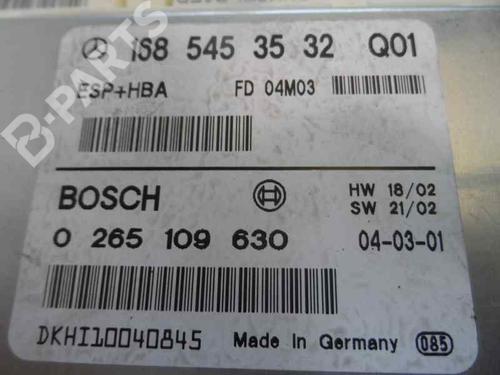 168 545 35 32 Q01
ESP+HBA FD 04M03
BOSCH HW 18/02
SW 21/02
0 265 109 630 04-03-01
DKHI10040845 Made in Germany 085
B-PARTS